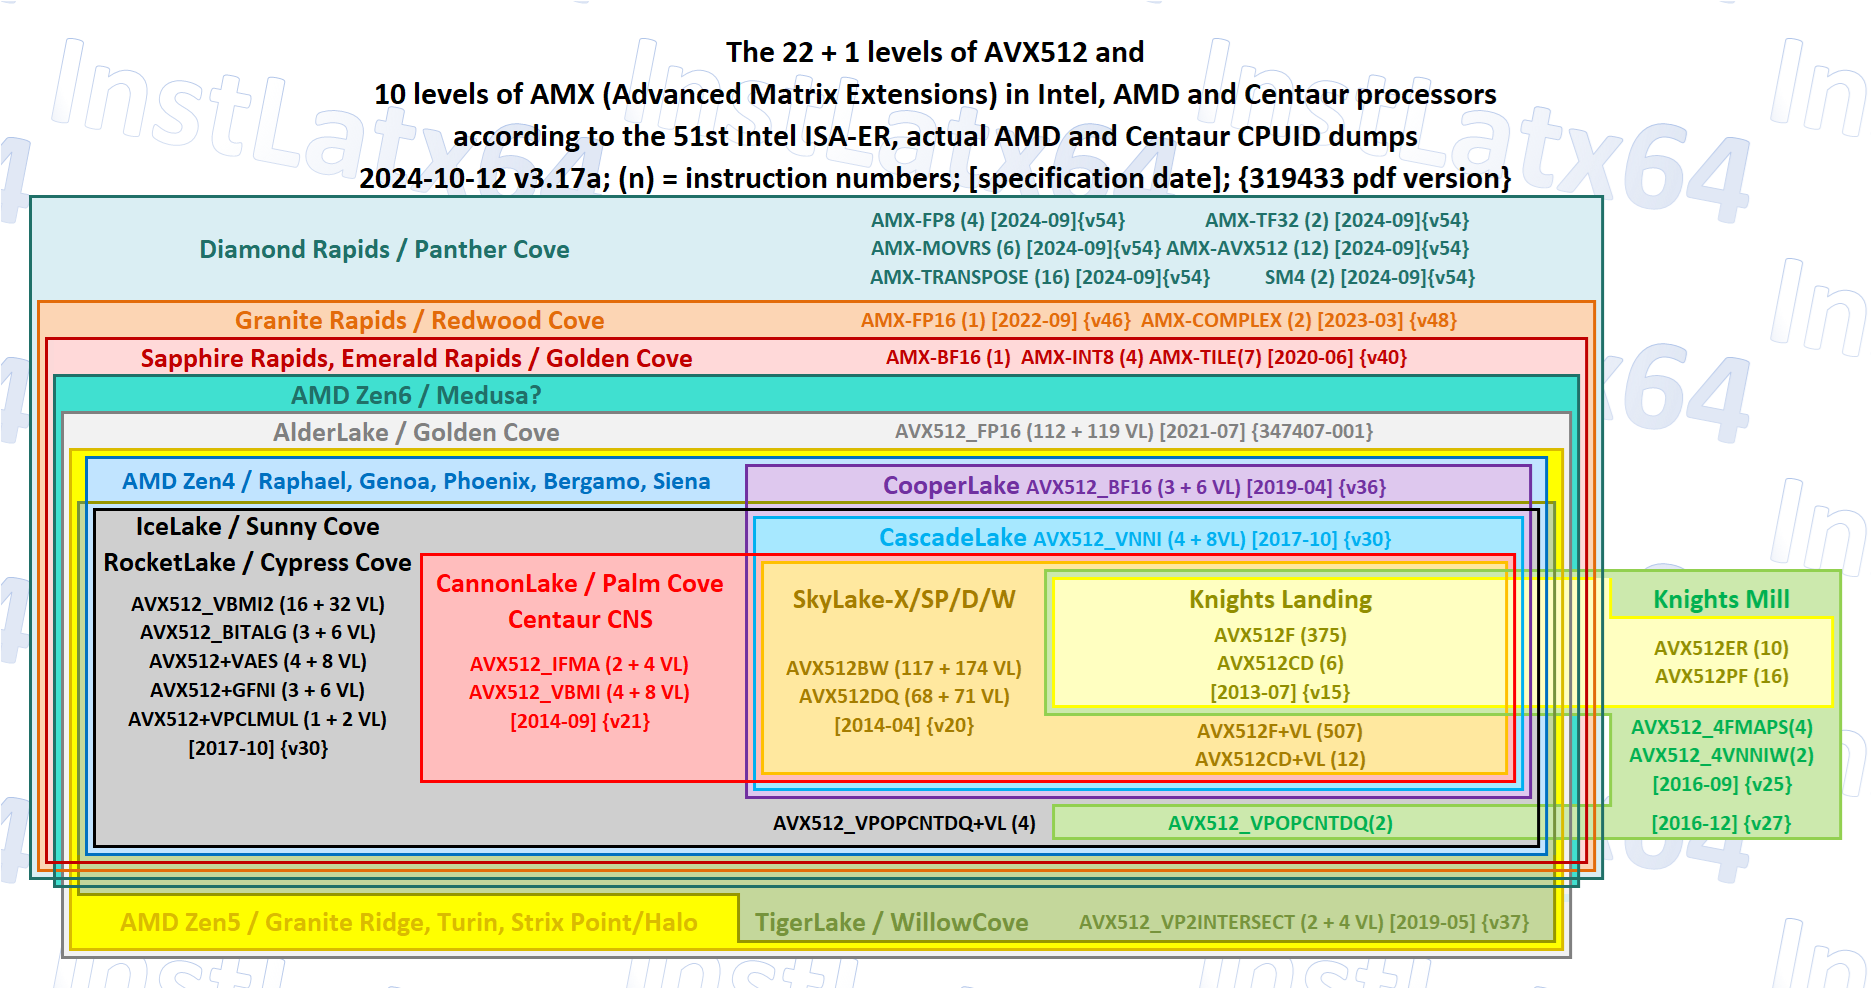 The 22 + 1 levels of AVX512 and
10 levels of AMX (Advanced Matrix Extensions) in Intel, AMD and Centaur processors
according to the 51st Intel ISA-ER, actual AMD and Centaur CPUID dumps
2024-10-12 v3.17a; (n) = instruction numbers; [specification date]; {319433 pdf version}
Diamond Rapids / Panther Cove
AMX-FP8 (4) [2024-09]{v54} AMX-TF32 (2) [2024-09]{v54}
AMX-MOVRS (6) [2024-09]{v54} AMX-AVX512 (12) [2024-09]{v54}
AMX-TRANSPOSE (16) [2024-09]{v54} SM4 (2) [2024-09]{v54}
Granite Rapids / Redwood Cove AMX-FP16 (1) [2022-09] {v46} AMX-COMPLEX (2) [2023-03] {v48}
Sapphire Rapids, Emerald Rapids / Golden Cove AMX-BF16 (1) AMX-INT8 (4) AMX-TILE(7) [2020-06] {v40}
AMD Zen6 / Medusa?
AlderLake / Golden Cove AVX512_FP16 (112 + 119 VL) [2021-07] {347407-001}
AMD Zen4 / Raphael, Genoa, Phoenix, Bergamo, Siena
CooperLake AVX512_BF16 (3 + 6 VL) [2019-04] {v36}
IceLake / Sunny Cove
RocketLake / Cypress Cove
AVX512_VBMI2 (16 + 32 VL)
AVX512_BITALG (3 + 6 VL)
AVX512+VAES (4 + 8 VL)
AVX512+GFNI (3 + 6 VL)
AVX512+VPCLMUL (1 + 2 VL)
[2017-10] {v30}
CascadeLake AVX512_VNNI (4 + 8VL) [2017-10] {v30}
CannonLake / Palm Cove
Centaur CNS
AVX512_IFMA (2 + 4 VL)
AVX512_VBMI (4 + 8 VL)
[2014-09] {v21}
SkyLake-X/SP/D/W
AVX512BW (117 + 174 VL)
AVX512DQ (68 + 71 VL)
[2014-04] {v20}
Knights Landing
AVX512F (375)
AVX512CD (6)
[2013-07] {v15}
AVX512F+VL (507)
AVX512CD+VL (12)
Knights Mill
AVX512ER (10)
AVX512PF (16)
AVX512_4FMAPS(4)
AVX512_4VNNIW(2)
[2016-09] {v25}
AVX512_VPOPCNTDQ+VL (4) AVX512_VPOPCNTDQ(2) [2016-12] {v27}
AMD Zen5 / Granite Ridge, Turin, Strix Point/Halo
TigerLake / WillowCove AVX512_VP2INTERSECT (2 + 4 VL) [2019-05] {v37}
InstLatx64